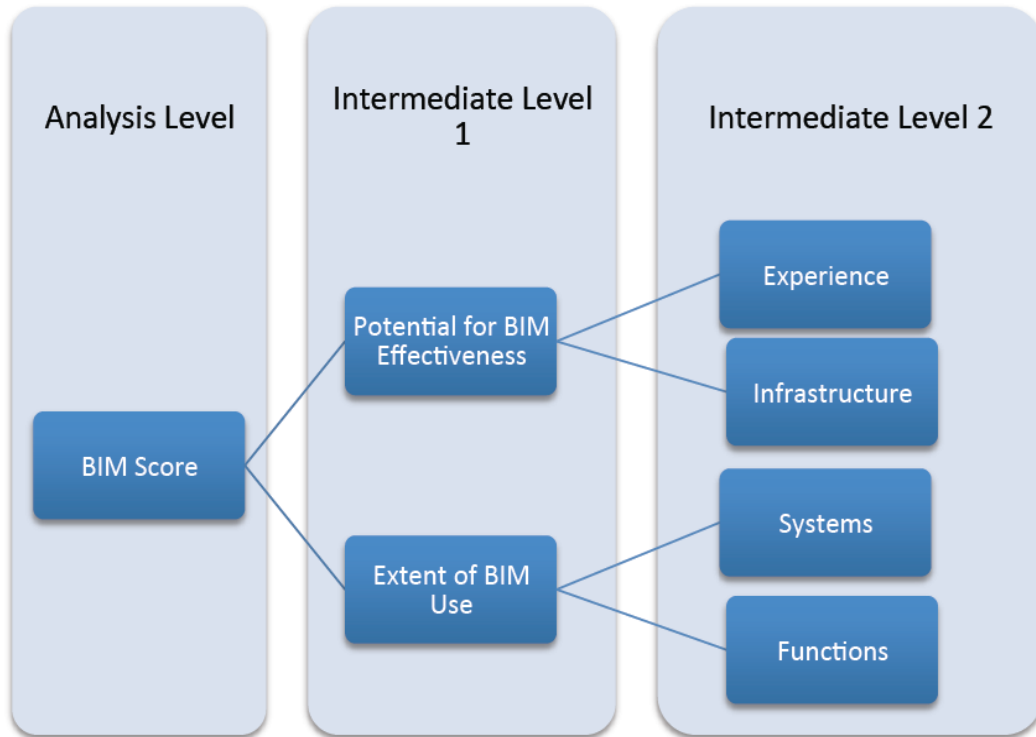 Analysis Level
Intermediate Level
1
Intermediate Level 2
BIM Score
Potential for BIM
Effectiveness
Extent of BIM
Use
Experience
Infrastructure
Systems
Functions